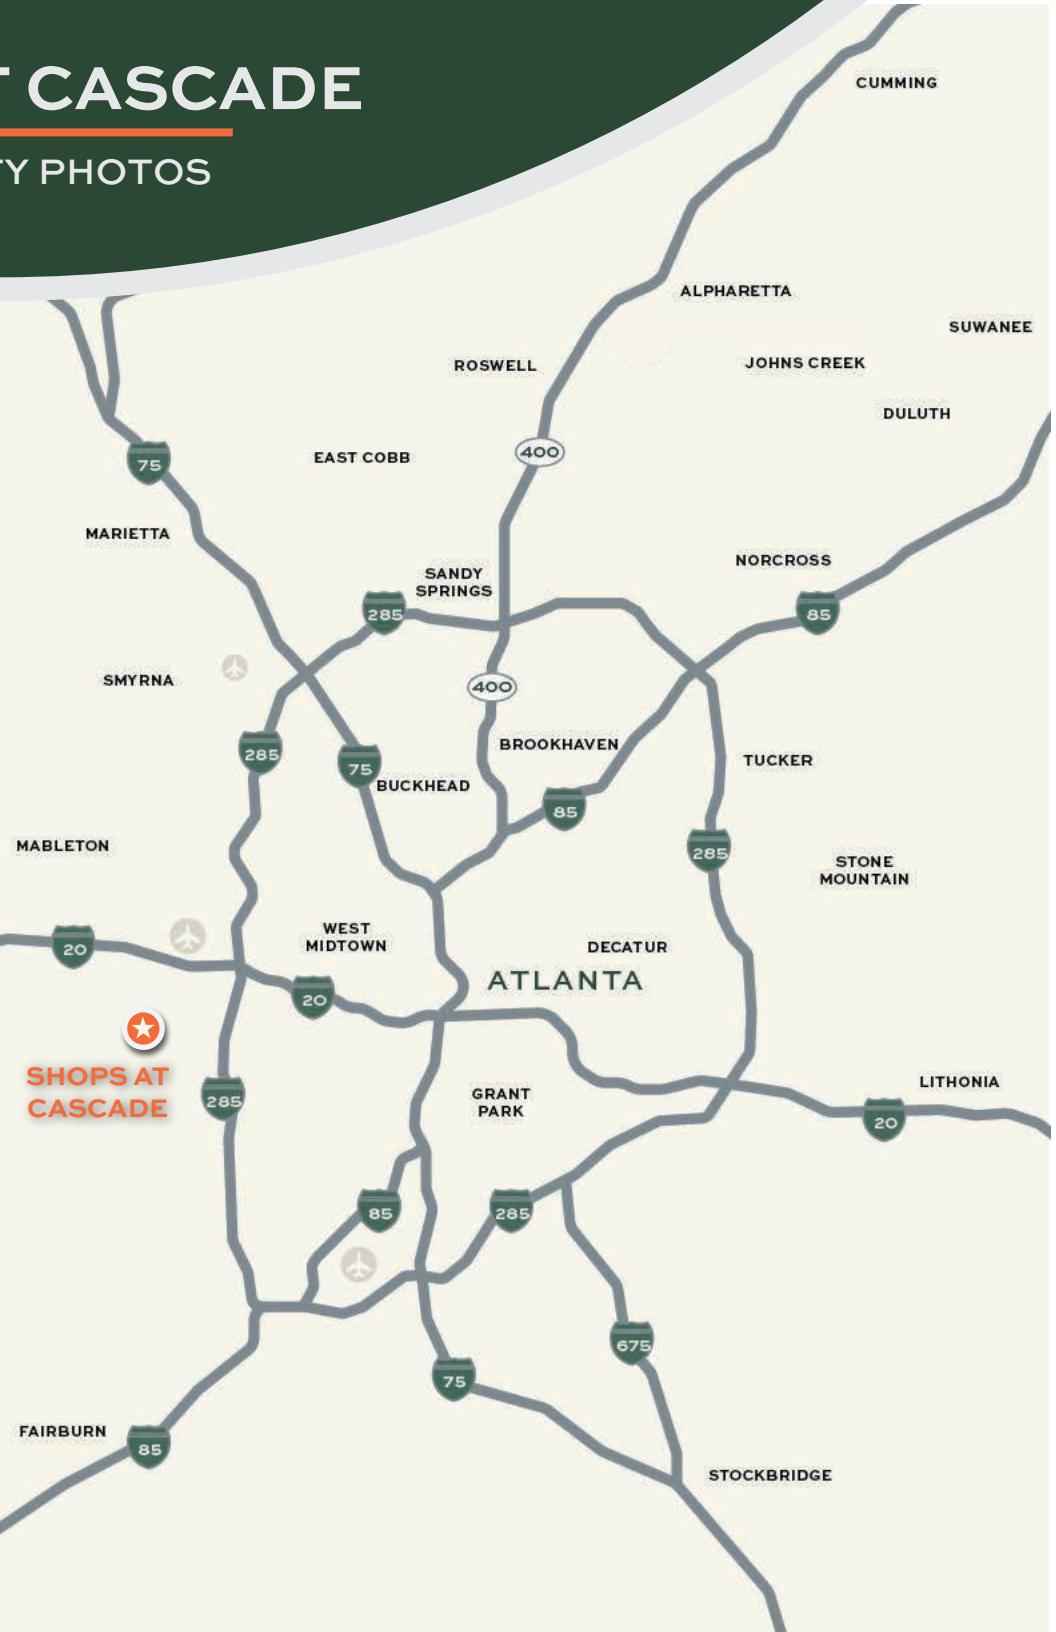 T CASCADE
TY PHOTOS
CUMMING
ALPHARETTA
SUWANEE
ROSWELL
JOHNS CREEK
DULUTH
400
EAST COBB
75
MARIETTA
NORCROSS
SANDY
SPRINGS
285
85
SMYRNA
400
BROOKHAVEN
285
75
TUCKER
BUCKHEAD
85
MABLETON
285
STONE
MOUNTAIN
WEST
MIDTOWN
20
DECATUR
ATLANTA
20
SHOPS AT
CASCADE
285
GRANT
PARK
LITHONIA
20
85
285
675
75
FAIRBURN
85
STOCKBRIDGE